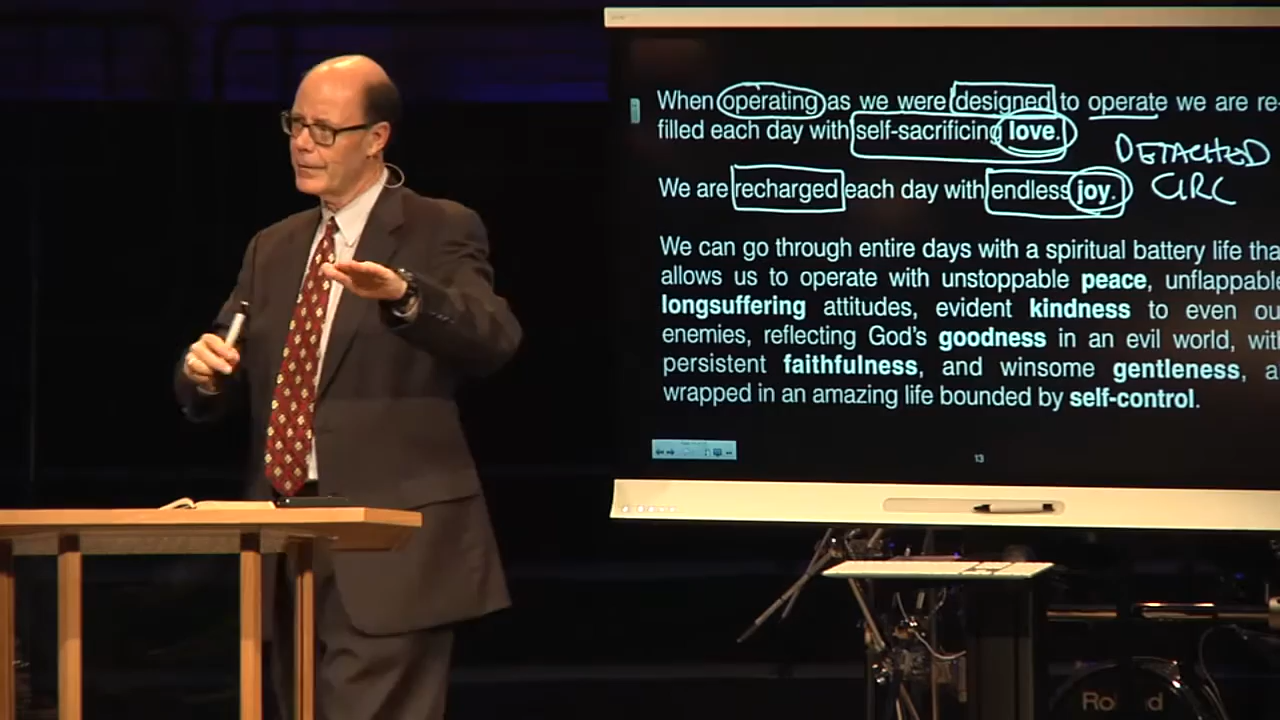 When operating as we were designed to operate we are re-
filled each day with self-sacrificing love.
DETACHED
We are recharged each day with endless joy.
CIRC
We can go through entire days with a spiritual battery life tha
allows us to operate with unstoppable peace, unflappable
longsuffering attitudes, evident kindness to even ou
enemies, reflecting God's goodness in an evil world, with
persistent faithfulness, and winsome gentleness, a
wrapped in an amazing life bounded by self-control.
13